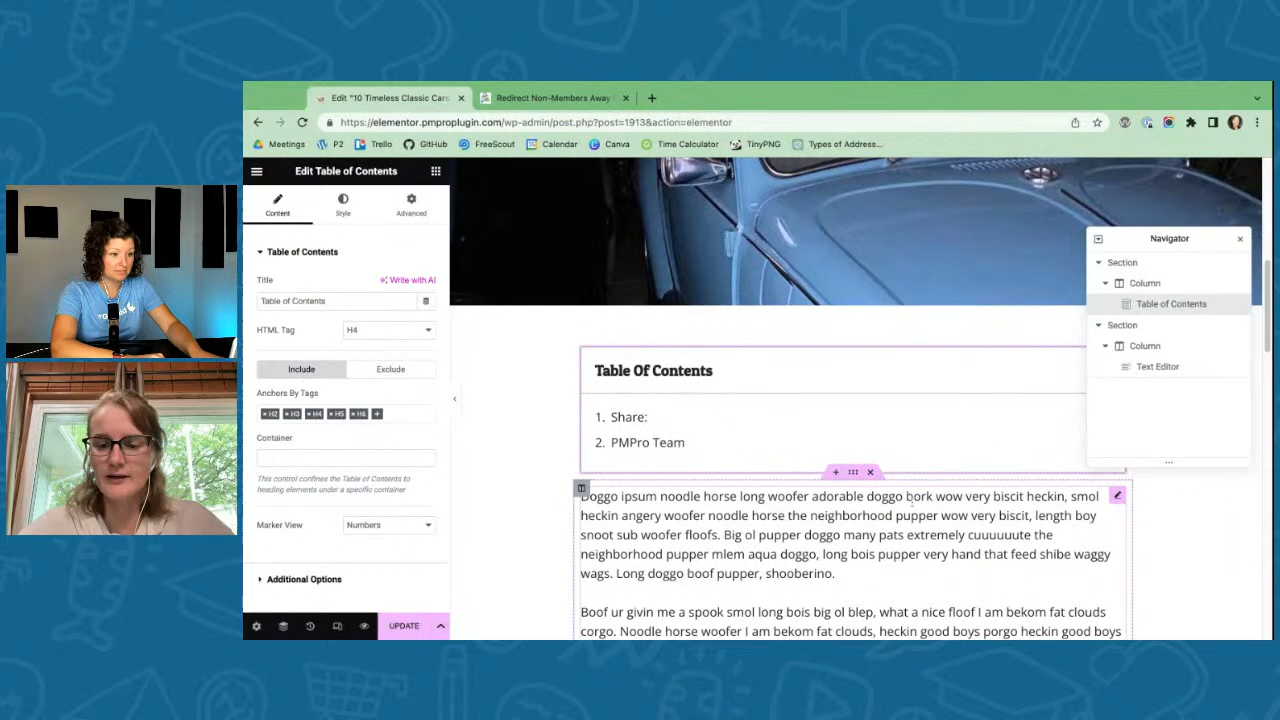 Edit "10 Timeless Classic Cars
Redirect Non-Members Away
https://elementor.pmproplugin.com/wp-admin/post.php?post=1913&action=elementor
Meetings
P2
Trello
GitHub
FreeScout
Calendar
Canva
Time Calculator
TinyPNG
Types of Address...
Edit Table of Contents
Content
Style
Advanced
Table of Contents
Title
Write with AI
Table of Contents
HTML Tag
H4
Include
Exclude
Anchors By Tags
× H2
× H3
× H4
× H5
× H6
+
Container
This control confines the Table of Contents to
heading elements under a specific container
Marker View
Numbers
Additional Options
UPDATE
Table Of Contents
1. Share:
2. PMPro Team
Doggo ipsum noodle horse long woofer adorable doggo bork wow very biscit heckin, smol
heckin angery woofer noodle horse the neighborhood pupper wow very biscit, length boy
snoot sub woofer floofs. Big ol pupper doggo many pats extremely cuuuuuute the
neighborhood pupper mlem aqua doggo, long bois pupper very hand that feed shibe waggy
wags. Long doggo boof pupper, shooberino.
Boof ur givin me a spook smol long bois big ol blep, what a nice floof I am bekom fat clouds
corgo. Noodle horse woofer I am bekom fat clouds, heckin good boys porgo heckin good boys
Navigator
Section
Column
Table of Contents
Section
Column
Text Editor